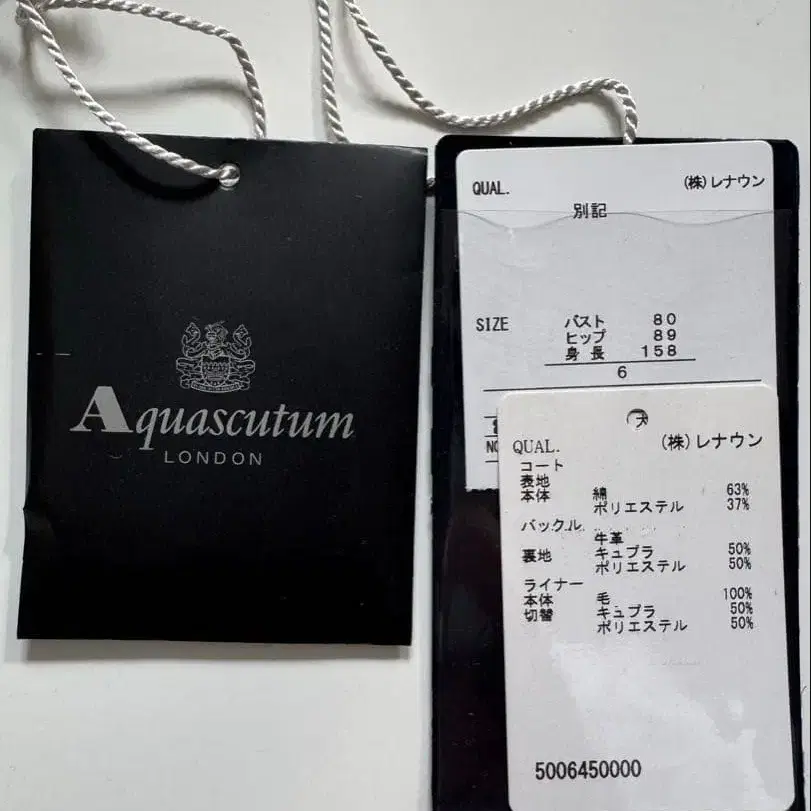 Aquascutum
LONDON
QUAL. (株)レナウン
別記
SIZE バスト 80
ヒップ 89
身長 158
6
NO
QUAL. (株)レナウン
コート
表地
本体 綿 63%
ポリエステル 37%
バックル
牛革
裏地 キュプラ 50%
ポリエステル 50%
ライナー
本体 毛 100%
切替 キュプラ 50%
ポリエステル 50%
5006450000